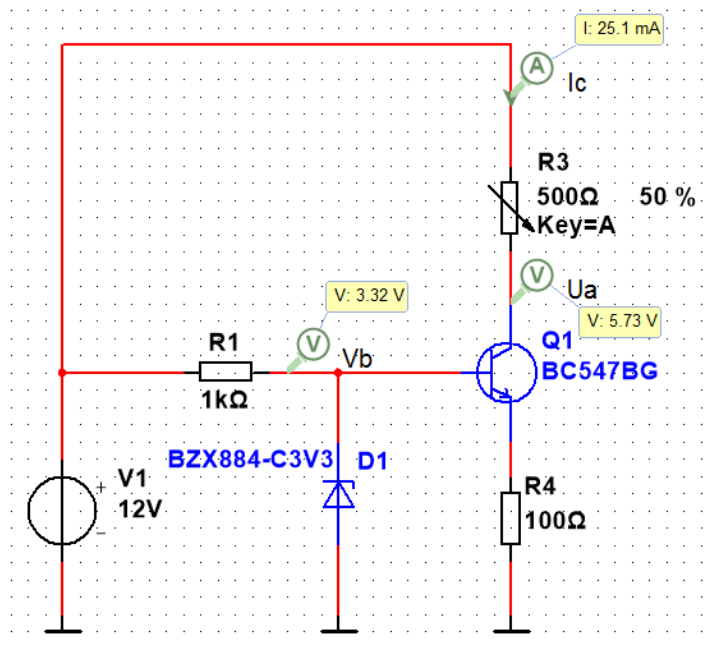 I: 25.1 mA
A
Ic
R3
500Ω 50 %
Key=A
V
Ua
V: 3.32 V
V: 5.73 V
R1
V
Vb
Q1
BC547BG
1kΩ
BZX884-C3V3 D1
V1
+
12V
−
R4
100Ω